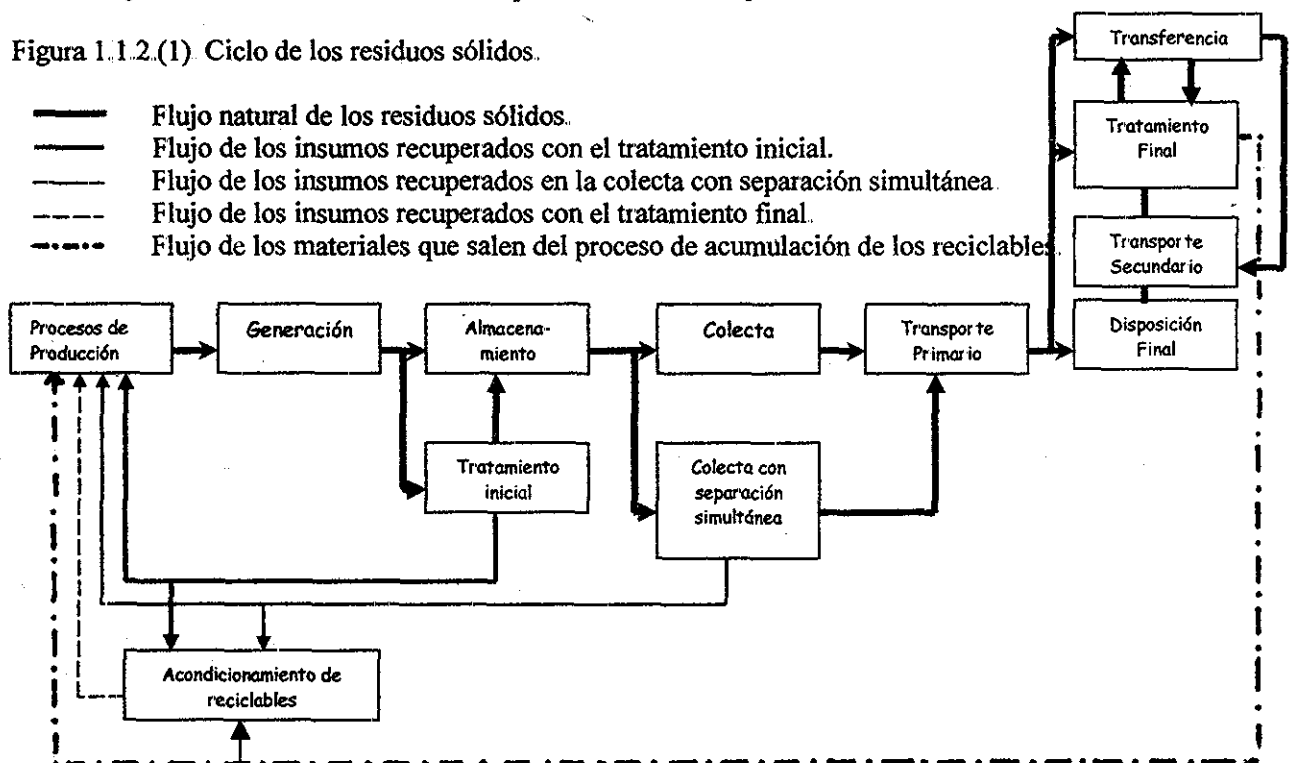 Figura 1.1.2.(1) Ciclo de los residuos sólidos.
Flujo natural de los residuos sólidos.
Flujo de los insumos recuperados con el tratamiento inicial.
Flujo de los insumos recuperados en la colecta con separación simultánea
Flujo de los insumos recuperados con el tratamiento final.
Flujo de los materiales que salen del proceso de acumulación de los reciclables.
Transferencia
Tratamiento
Final
Transporte
Secundario
Disposición
Final
Procesos de
Producción
Generación
Almacena-
miento
Colecta
Transporte
Primario
Tratamiento
inicial
Colecta con
separación
simultánea
Acondicionamiento de
reciclables